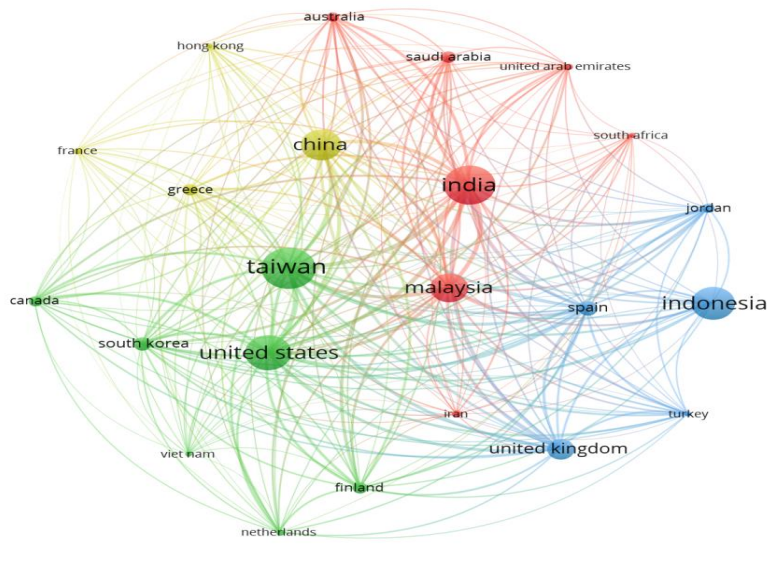 australia
hong kong
saudi arabia
united arab emirates
south africa
china
france
greece
india
jordan
taiwan
malaysia
canada
spain
indonesia
south korea
united states
iran
turkey
viet nam
united kingdom
finland
netherlands